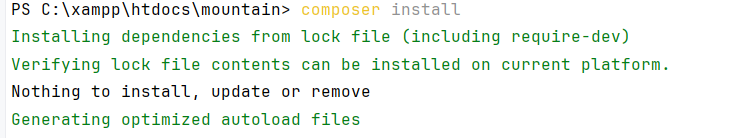 PS C:\xampp\htdocs\mountain> composer install
Installing dependencies from lock file (including require-dev)
Verifying lock file contents can be installed on current platform.
Nothing to install, update or remove
Generating optimized autoload files